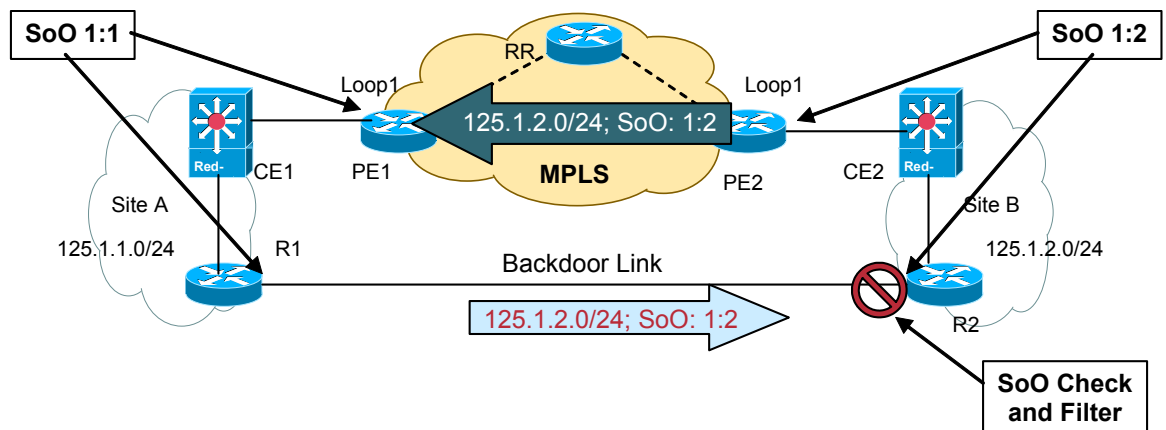 SoO 1:1
SoO 1:2
RR
Loop1
Loop1
125.1.2.0/24; SoO: 1:2
MPLS
Red-
CE1
PE1
PE2
CE2
Red-
Site A
Site B
125.1.1.0/24
R1
125.1.2.0/24
Backdoor Link
125.1.2.0/24; SoO: 1:2
R2
SoO Check
and Filter